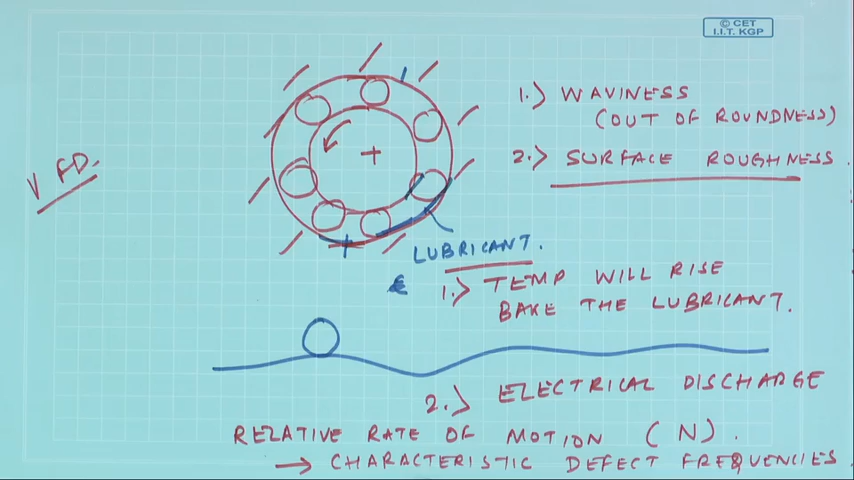 © CET
I.I.T. KGP
1.) WAVINESS
(OUT OF ROUNDNESS)
2.) SURFACE ROUGHNESS.
VFD.
LUBRICANT.
1.) TEMP WILL RISE
BAKE THE LUBRICANT.
2.) ELECTRICAL DISCHARGE
RELATIVE RATE OF MOTION (N).
→ CHARACTERISTIC DEFECT FREQUENCIES